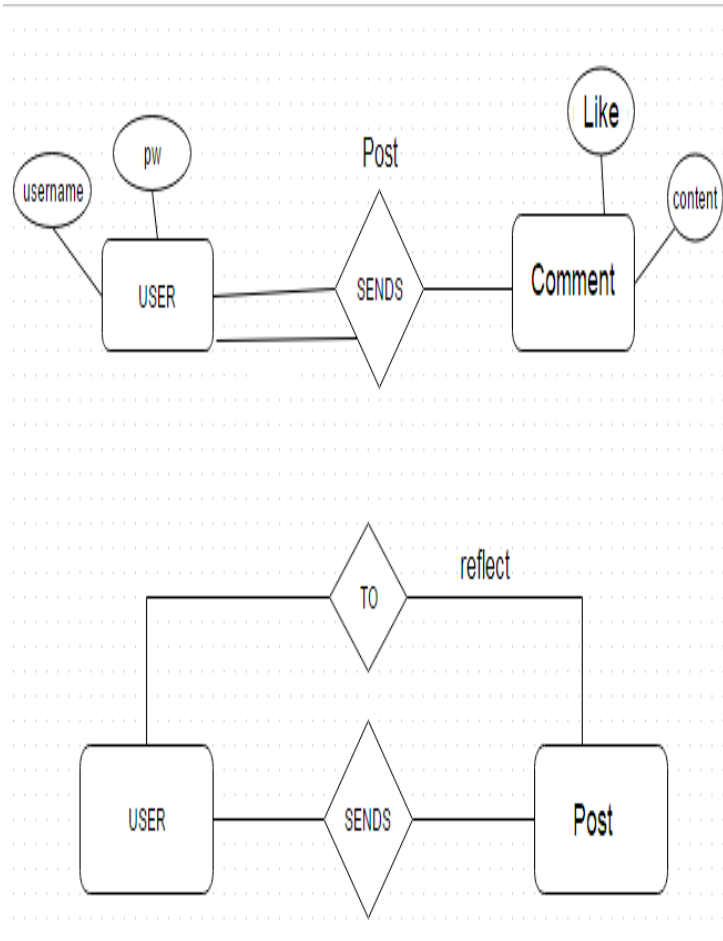 Like
pw
Post
username
content
USER
SENDS
Comment
reflect
TO
USER
SENDS
Post